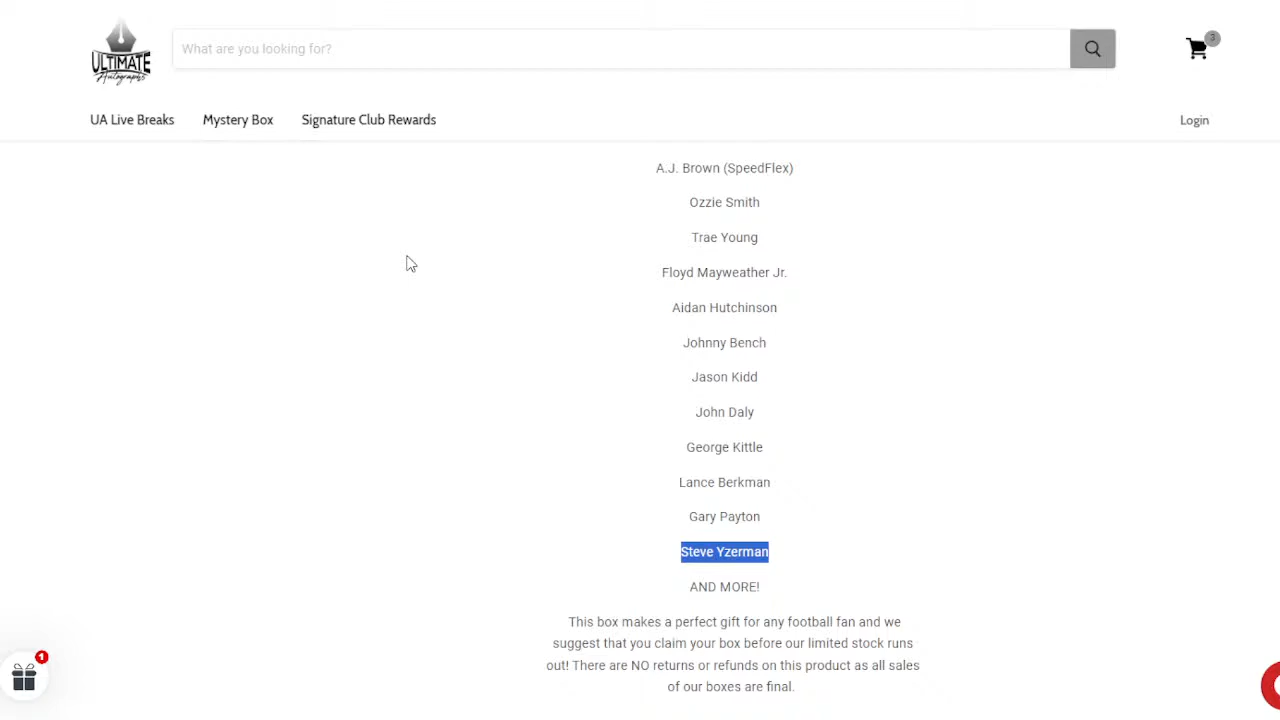 ULTIMATE
Autographs
What are you looking for?
3
UA Live Breaks
Mystery Box
Signature Club Rewards
Login
A.J. Brown (SpeedFlex)
Ozzie Smith
Trae Young
Floyd Mayweather Jr.
Aidan Hutchinson
Johnny Bench
Jason Kidd
John Daly
George Kittle
Lance Berkman
Gary Payton
Steve Yzerman
AND MORE!
This box makes a perfect gift for any football fan and we
suggest that you claim your box before our limited stock runs
out! There are NO returns or refunds on this product as all sales
of our boxes are final.
1